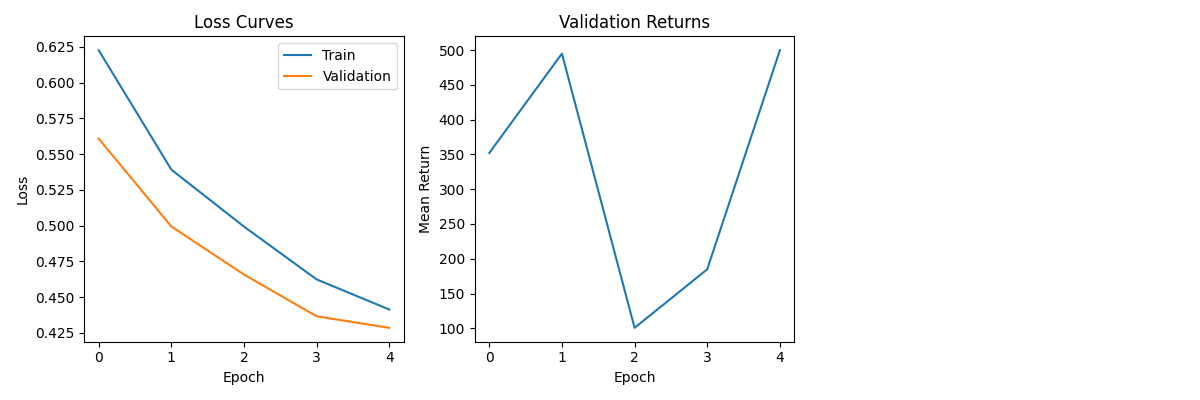 Loss Curves
0.625
0.600
0.575
0.550
0.525
0.500
0.475
0.450
0.425
Loss
0 1 2 3 4
Epoch
Train
Validation
Validation Returns
500
450
400
350
300
250
200
150
100
Mean Return
0 1 2 3 4
Epoch